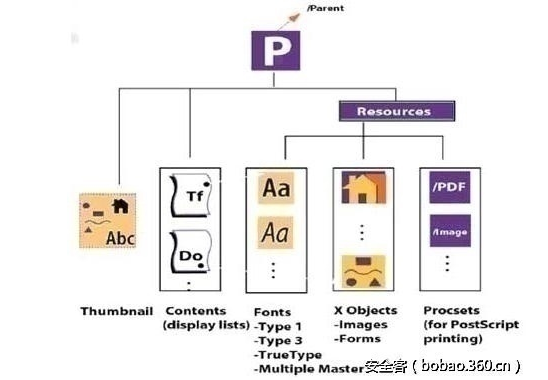 /Parent
P
Resources
Abc
Tf
Do
Aa
Aa
/PDF
/Image
Thumbnail
Contents
(display lists)
Fonts
-Type 1
-Type 3
-TrueType
-Multiple Master
X Objects
-Images
-Forms
Procsets
(for PostScript
printing)
安全客（bobao.360.cn）